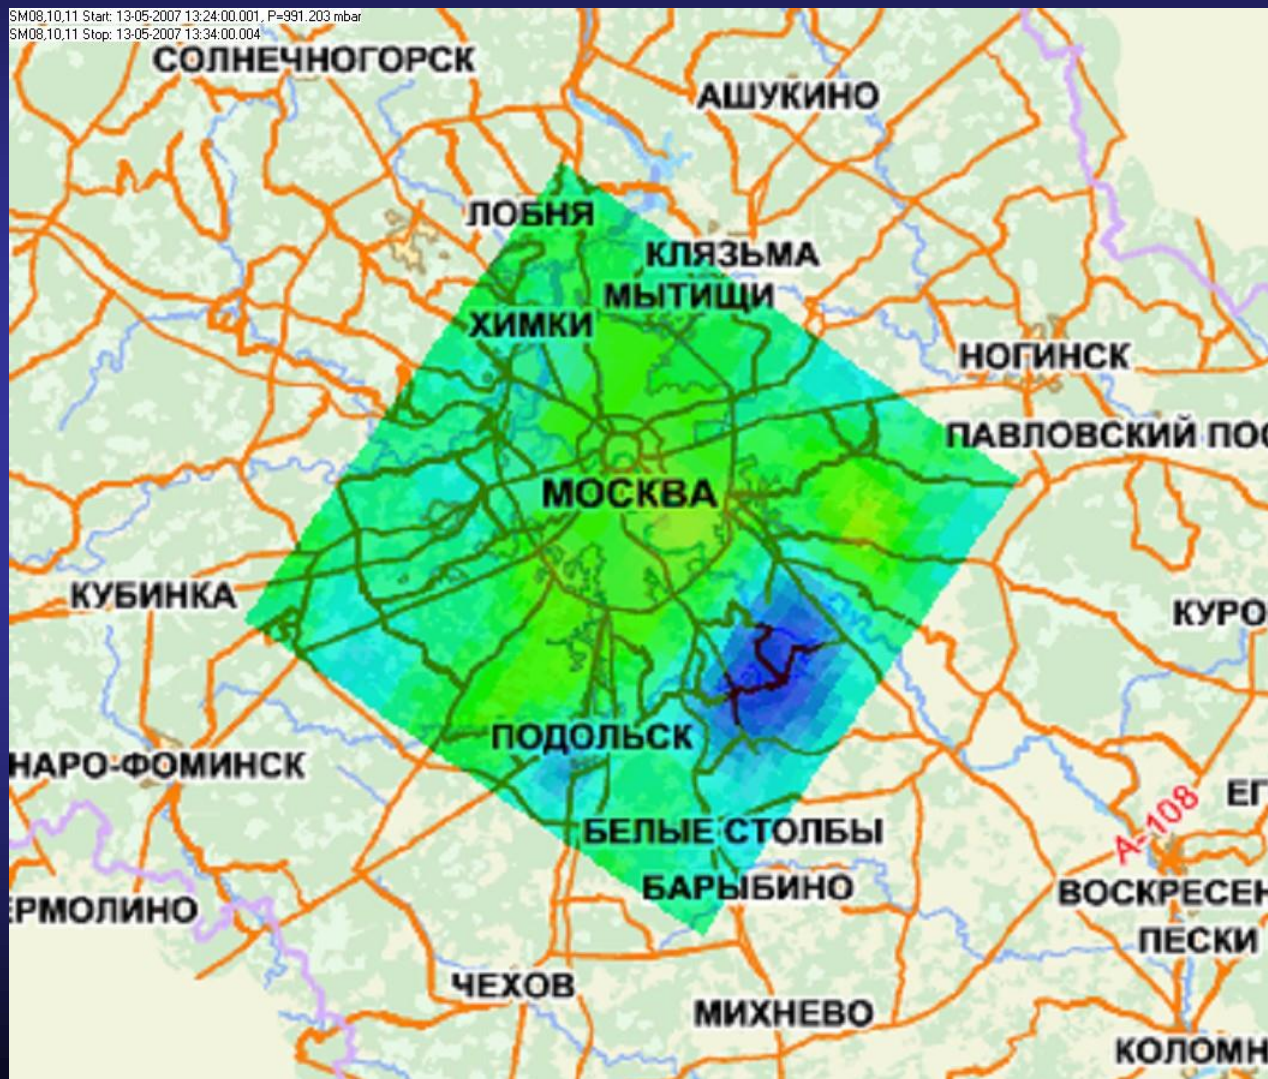 SM08,10,11 Start: 13-05-2007 13:24:00.001, P=991.203 mbar
SM08,10,11 Stop: 13-05-2007 13:34:00.004
СОЛНЕЧНОГОРСК
АШУКИНО
ЛОБНЯ
КЛЯЗЬМА
МЫТИЩИ
ХИМКИ
НОГИНСК
ПАВЛОВСКИЙ ПОС
МОСКВА
КУБИНКА
КУРО
ПОДОЛЬСК
НАРО-ФОМИНСК
ЕГ
А-108
БЕЛЫЕ СТОЛБЫ
БАРЫБИНО
ВОСКРЕСЕН
ЕРМОЛИНО
ПЕСКИ
ЧЕХОВ
МИХНЕВО
КОЛОМН